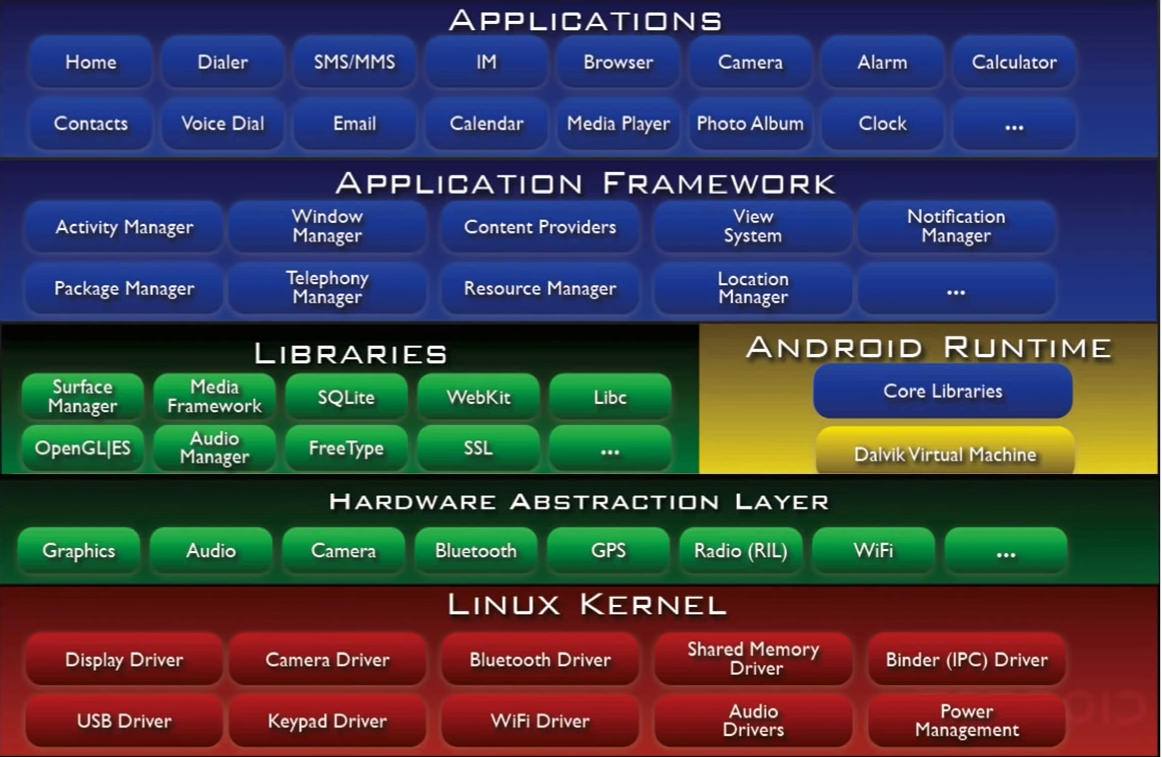 APPLICATIONS
Home Dialer SMS/MMS IM Browser Camera Alarm Calculator
Contacts Voice Dial Email Calendar Media Player Photo Album Clock ...
APPLICATION FRAMEWORK
Activity Manager Window Manager Content Providers View System Notification Manager
Package Manager Telephony Manager Resource Manager Location Manager ...
LIBRARIES
Surface Manager Media Framework SQLite WebKit Libc
OpenGL|ES Audio Manager FreeType SSL ...
ANDROID RUNTIME
Core Libraries
Dalvik Virtual Machine
HARDWARE ABSTRACTION LAYER
Graphics Audio Camera Bluetooth GPS Radio (RIL) WiFi ...
LINUX KERNEL
Display Driver Camera Driver Bluetooth Driver Shared Memory Driver Binder (IPC) Driver
USB Driver Keypad Driver WiFi Driver Audio Drivers Power Management